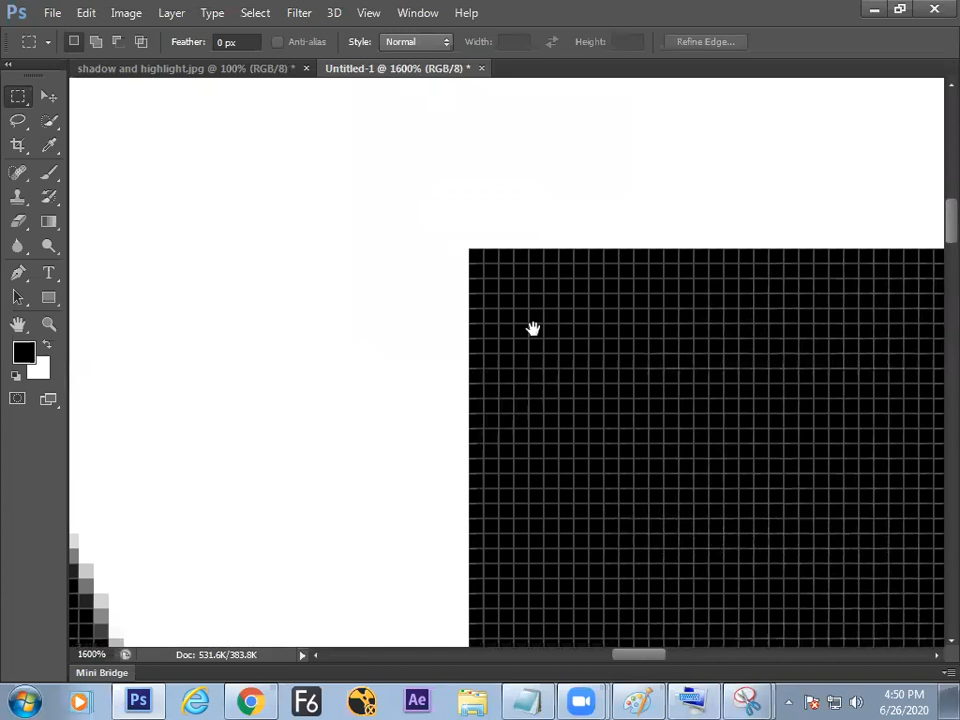 Ps File Edit Image Layer Type Select Filter 3D View Window Help
Feather: 0 px Anti-alias Style: Normal Width: Height: Refine Edge...
shadow and highlight.jpg @ 100% (RGB/8) * × Untitled-1 @ 1600% (RGB/8) * ×
T
1600% Doc: 531.6K/383.8K
Mini Bridge
Ps F6 Ae 4:50 PM
6/26/2020